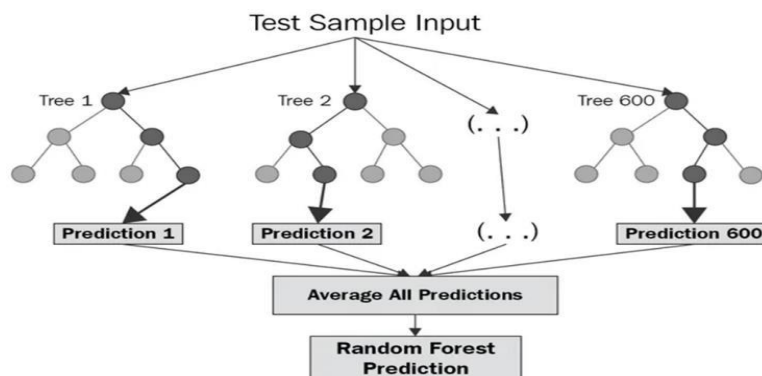 Test Sample Input
Tree 1
Tree 2
Tree 600
(. . .)
Prediction 1
Prediction 2
(. . .)
Prediction 600
Average All Predictions
Random Forest
Prediction